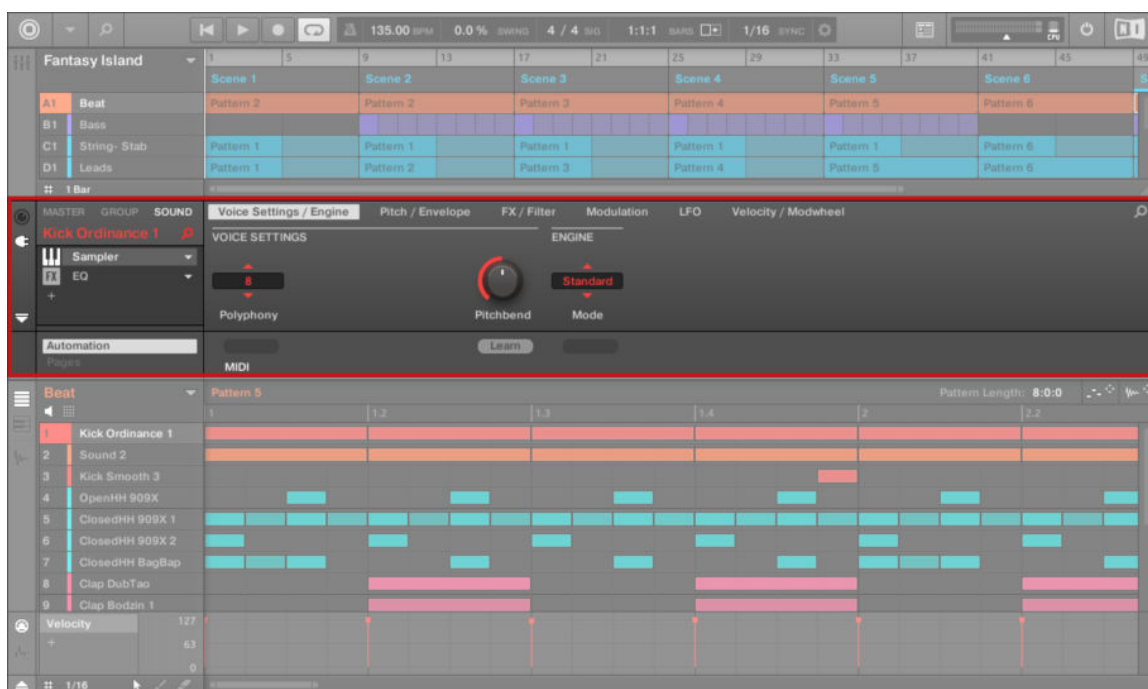 135.00 BPM 0.0 % SWING 4 / 4 SIG 1:1:1 BARS 1/16 SYNC CPU
Fantasy Island 1 5 9 13 17 21 25 29 33 37 41 45 49
Scene 1 Scene 2 Scene 3 Scene 4 Scene 5 Scene 6 S
A1 Beat Pattern 2 Pattern 2 Pattern 3 Pattern 4 Pattern 5 Pattern 6
B1 Bass
C1 String- Stab Pattern 1 Pattern 1 Pattern 1 Pattern 1 Pattern 1 Pattern 6
D1 Leads Pattern 1 Pattern 2 Pattern 3 Pattern 4 Pattern 5 Pattern 6
# 1 Bar
MASTER GROUP SOUND Voice Settings / Engine Pitch / Envelope FX / Filter Modulation LFO Velocity / Modwheel
Kick Ordinance 1 VOICE SETTINGS ENGINE
Sampler
FX EQ 8 Standard
+
Polyphony Pitchbend Mode
Automation Learn
Pages MIDI
Beat Pattern 5 Pattern Length: 8:0:0
1 1.2 1.3 1.4 2 2.2
1 Kick Ordinance 1
2 Sound 2
3 Kick Smooth 3
4 OpenHH 909X
5 ClosedHH 909X 1
6 ClosedHH 909X 2
7 ClosedHH BagBap
8 Clap DubTao
9 Clap Bodzin 1
Velocity 127
+ 63
0
# 1/16